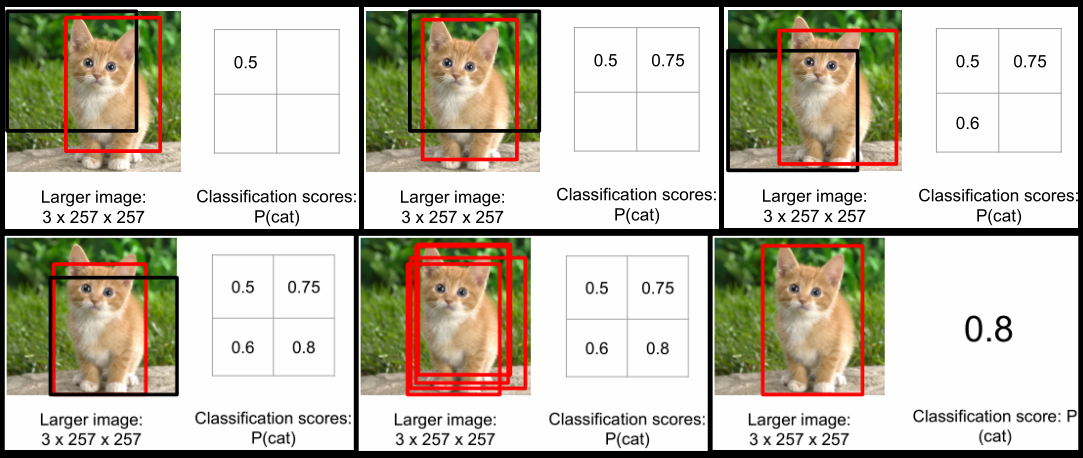 0.5
Larger image:
3 x 257 x 257
Classification scores:
P(cat)
0.5 0.75
Larger image:
3 x 257 x 257
Classification scores:
P(cat)
0.5 0.75
0.6
Larger image:
3 x 257 x 257
Classification scores:
P(cat)
0.5 0.75
0.6 0.8
Larger image:
3 x 257 x 257
Classification scores:
P(cat)
0.5 0.75
0.6 0.8
Larger image:
3 x 257 x 257
Classification scores:
P(cat)
0.8
Larger image:
3 x 257 x 257
Classification score: P
(cat)